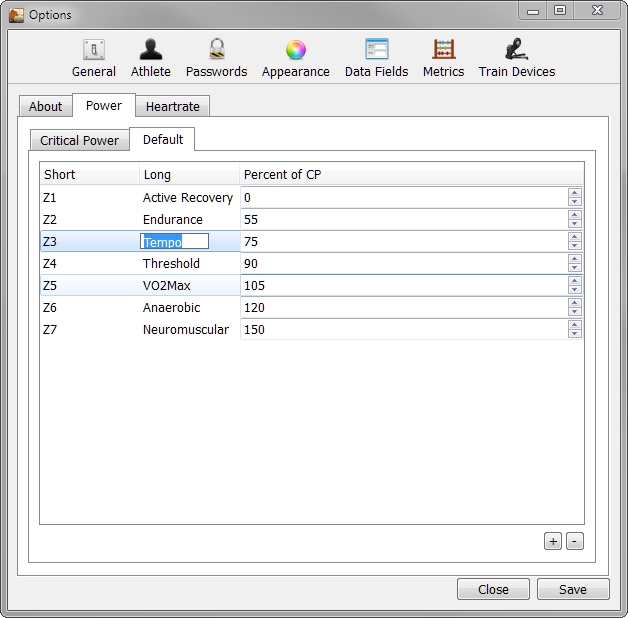 Options
General Athlete Passwords Appearance Data Fields Metrics Train Devices
About Power Heartrate
Critical Power Default
Short Long Percent of CP
Z1 Active Recovery 0
Z2 Endurance 55
Z3 Tempo 75
Z4 Threshold 90
Z5 VO2Max 105
Z6 Anaerobic 120
Z7 Neuromuscular 150
+ -
Close Save